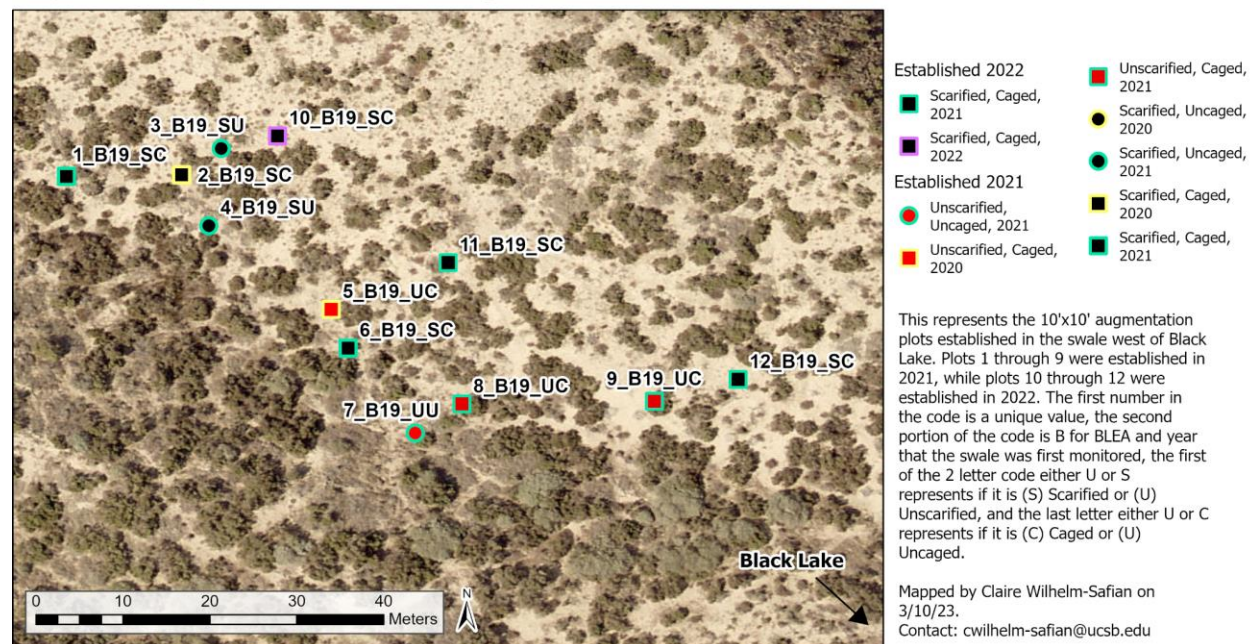 10_B19_SC
3_B19_SU
1_B19_SC
2_B19_SC
4_B19_SU
11_B19_SC
5_B19_UC
6_B19_SC
12_B19_SC
9_B19_UC
8_B19_UC
7_B19_UU
Black Lake
0 10 20 40
Meters
N
Established 2022
Scarified, Caged,
2021
Scarified, Caged,
2022
Established 2021
Unscarified,
Uncaged, 2021
Unscarified, Caged,
2020
Unscarified, Caged,
2021
Scarified, Uncaged,
2020
Scarified, Uncaged,
2021
Scarified, Caged,
2020
Scarified, Caged,
2021
This represents the 10'x10' augmentation
plots established in the swale west of Black
Lake. Plots 1 through 9 were established in
2021, while plots 10 through 12 were
established in 2022. The first number in
the code is a unique value, the second
portion of the code is B for BLEA and year
that the swale was first monitored, the first
of the 2 letter code either U or S
represents if it is (S) Scarified or (U)
Unscarified, and the last letter either U or C
represents if it is (C) Caged or (U)
Uncaged.
Mapped by Claire Wilhelm-Safian on
3/10/23.
Contact: cwilhelm-safian@ucsb.edu